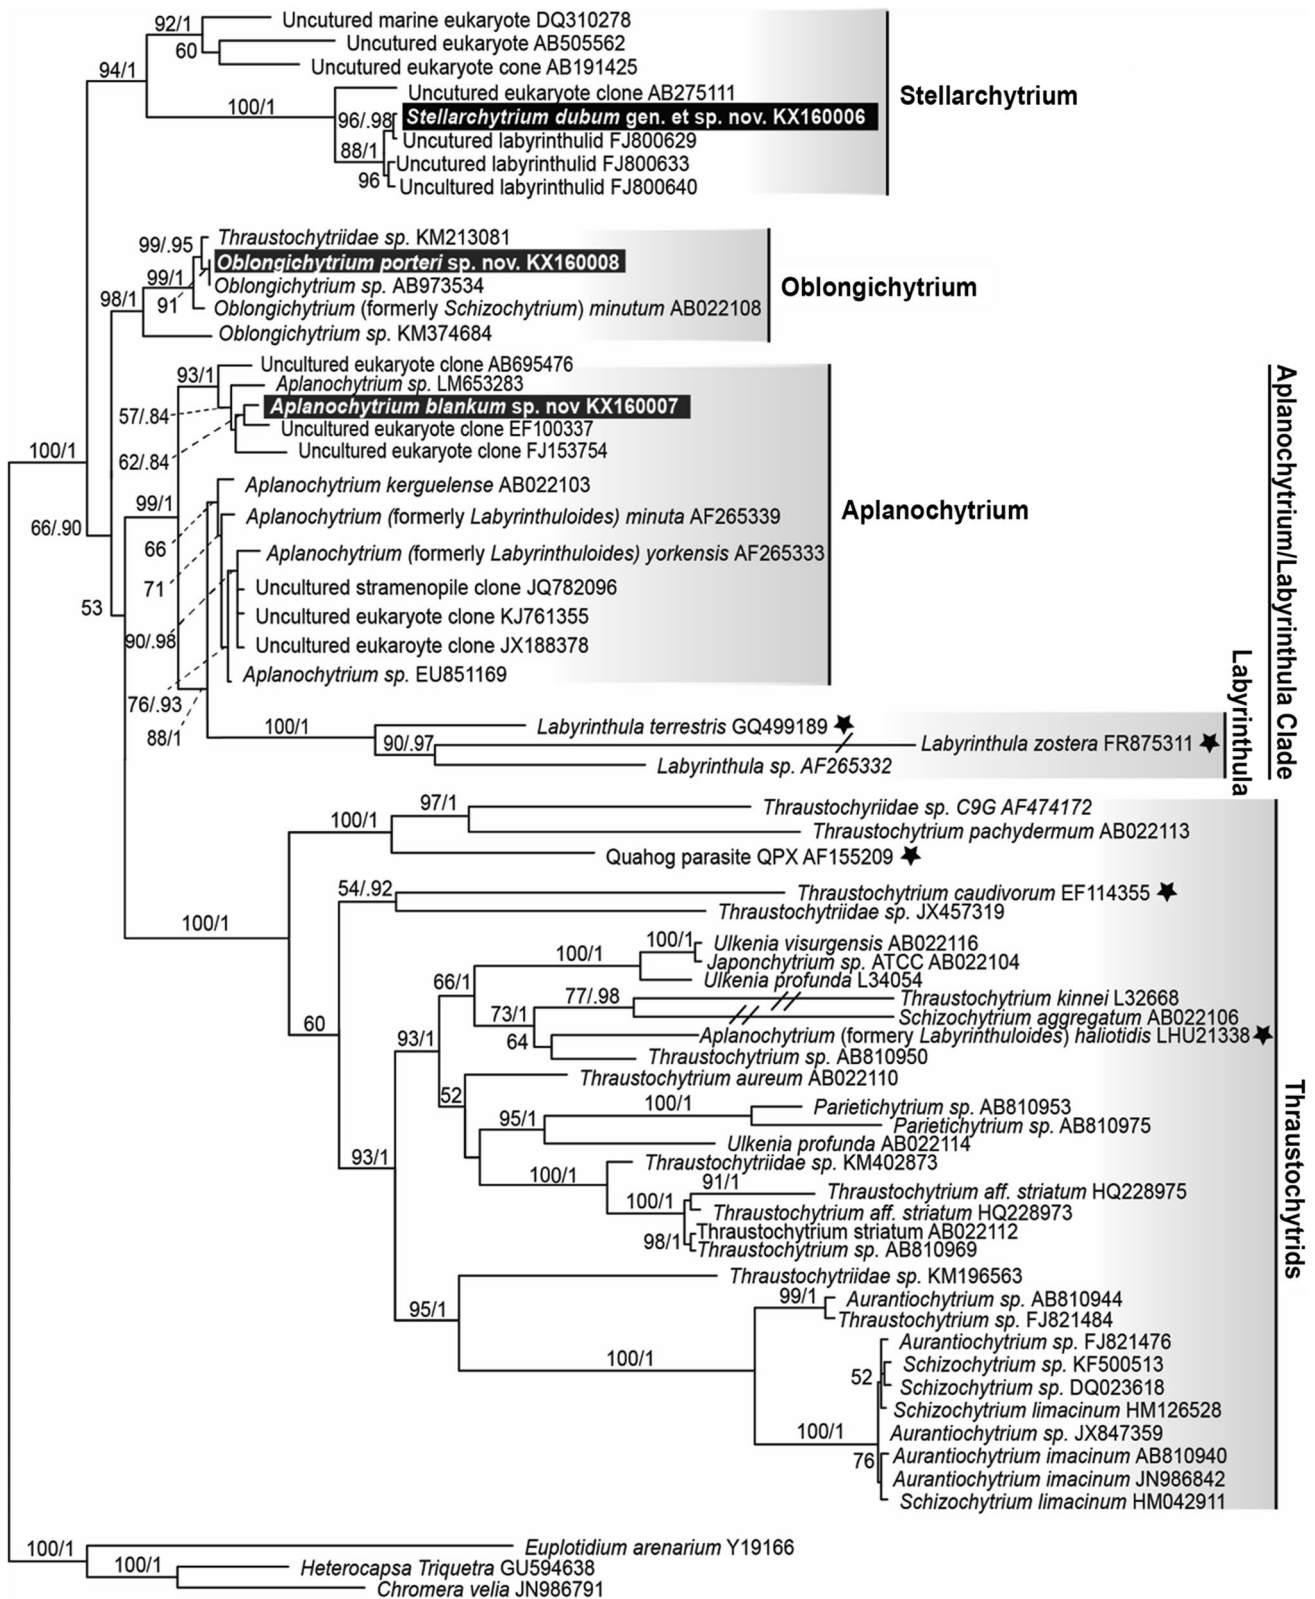 92/1
Uncutured marine eukaryote DQ310278
60
Uncutured eukaryote AB505562
94/1
Uncutured eukaryote cone AB191425
Uncutured eukaryote clone AB275111
Stellarchytrium
100/1
96/.98
Stellarchytrium dubum gen. et sp. nov. KX160006
Uncutured labyrinthulid FJ800629
88/1
Uncutured labyrinthulid FJ800633
96
Uncultured labyrinthulid FJ800640
99/.95
Thraustochytriidae sp. KM213081
Oblongichytrium porteri sp. nov. KX160008
99/1
Oblongichytrium sp. AB973534
Oblongichytrium
98/1
91
Oblongichytrium (formerly Schizochytrium) minutum AB022108
Oblongichytrium sp. KM374684
Uncultured eukaryote clone AB695476
93/1
Aplanochytrium sp. LM653283
57/.84
Aplanochytrium blankum sp. nov KX160007
Uncultured eukaryote clone EF100337
100/1
62/.84
Uncultured eukaryote clone FJ153754
Aplanochytrium kerguelense AB022103
99/1
Aplanochytrium
Aplanochytrium (formerly Labyrinthuloides) minuta AF265339
66/.90
66
Aplanochytrium (formerly Labyrinthuloides) yorkensis AF265333
71
Uncultured stramenopile clone JQ782096
53
Uncultured eukaryote clone KJ761355
90/.98
Uncultured eukaroyte clone JX188378
Aplanochytrium sp. EU851169
76/.93
88/1
Aplanochytrium/Labyrinthula Clade
Labyrinthula
100/1
Labyrinthula terrestris GQ499189
90/.97
Labyrinthula zostera FR875311
Labyrinthula sp. AF265332
97/1
Thraustochyriidae sp. C9G AF474172
100/1
Thraustochytrium pachydermum AB022113
Quahog parasite QPX AF155209
54/.92
Thraustochytrium caudivorum EF114355
Thraustochytriidae sp. JX457319
100/1
100/1
Ulkenia visurgensis AB022116
100/1
Japonchytrium sp. ATCC AB022104
Ulkenia profunda L34054
66/1
77/.98
Thraustochytrium kinnei L32668
73/1
Schizochytrium aggregatum AB022106
60
93/1
64
Aplanochytrium (formery Labyrinthuloides) haliotidis LHU21338
Thraustochytrium sp. AB810950
Thraustochytrium aureum AB022110
52
100/1
Parietichytrium sp. AB810953
95/1
Parietichytrium sp. AB810975
Ulkenia profunda AB022114
93/1
Thraustochytriidae sp. KM402873
100/1
91/1
Thraustochytrium aff. striatum HQ228975
100/1
Thraustochytrium aff. striatum HQ228973
Thraustochytrium striatum AB022112
98/1
Thraustochytrium sp. AB810969
Thraustochytrids
Thraustochytriidae sp. KM196563
95/1
99/1
Aurantiochytrium sp. AB810944
Thraustochytrium sp. FJ821484
100/1
Aurantiochytrium sp. FJ821476
Schizochytrium sp. KF500513
52
Schizochytrium sp. DQ023618
Schizochytrium limacinum HM126528
100/1
Aurantiochytrium sp. JX847359
76
Aurantiochytrium imacinum AB810940
Aurantiochytrium imacinum JN986842
Schizochytrium limacinum HM042911
100/1
Euplotidium arenarium Y19166
100/1
Heterocapsa Triquetra GU594638
Chromera velia JN986791